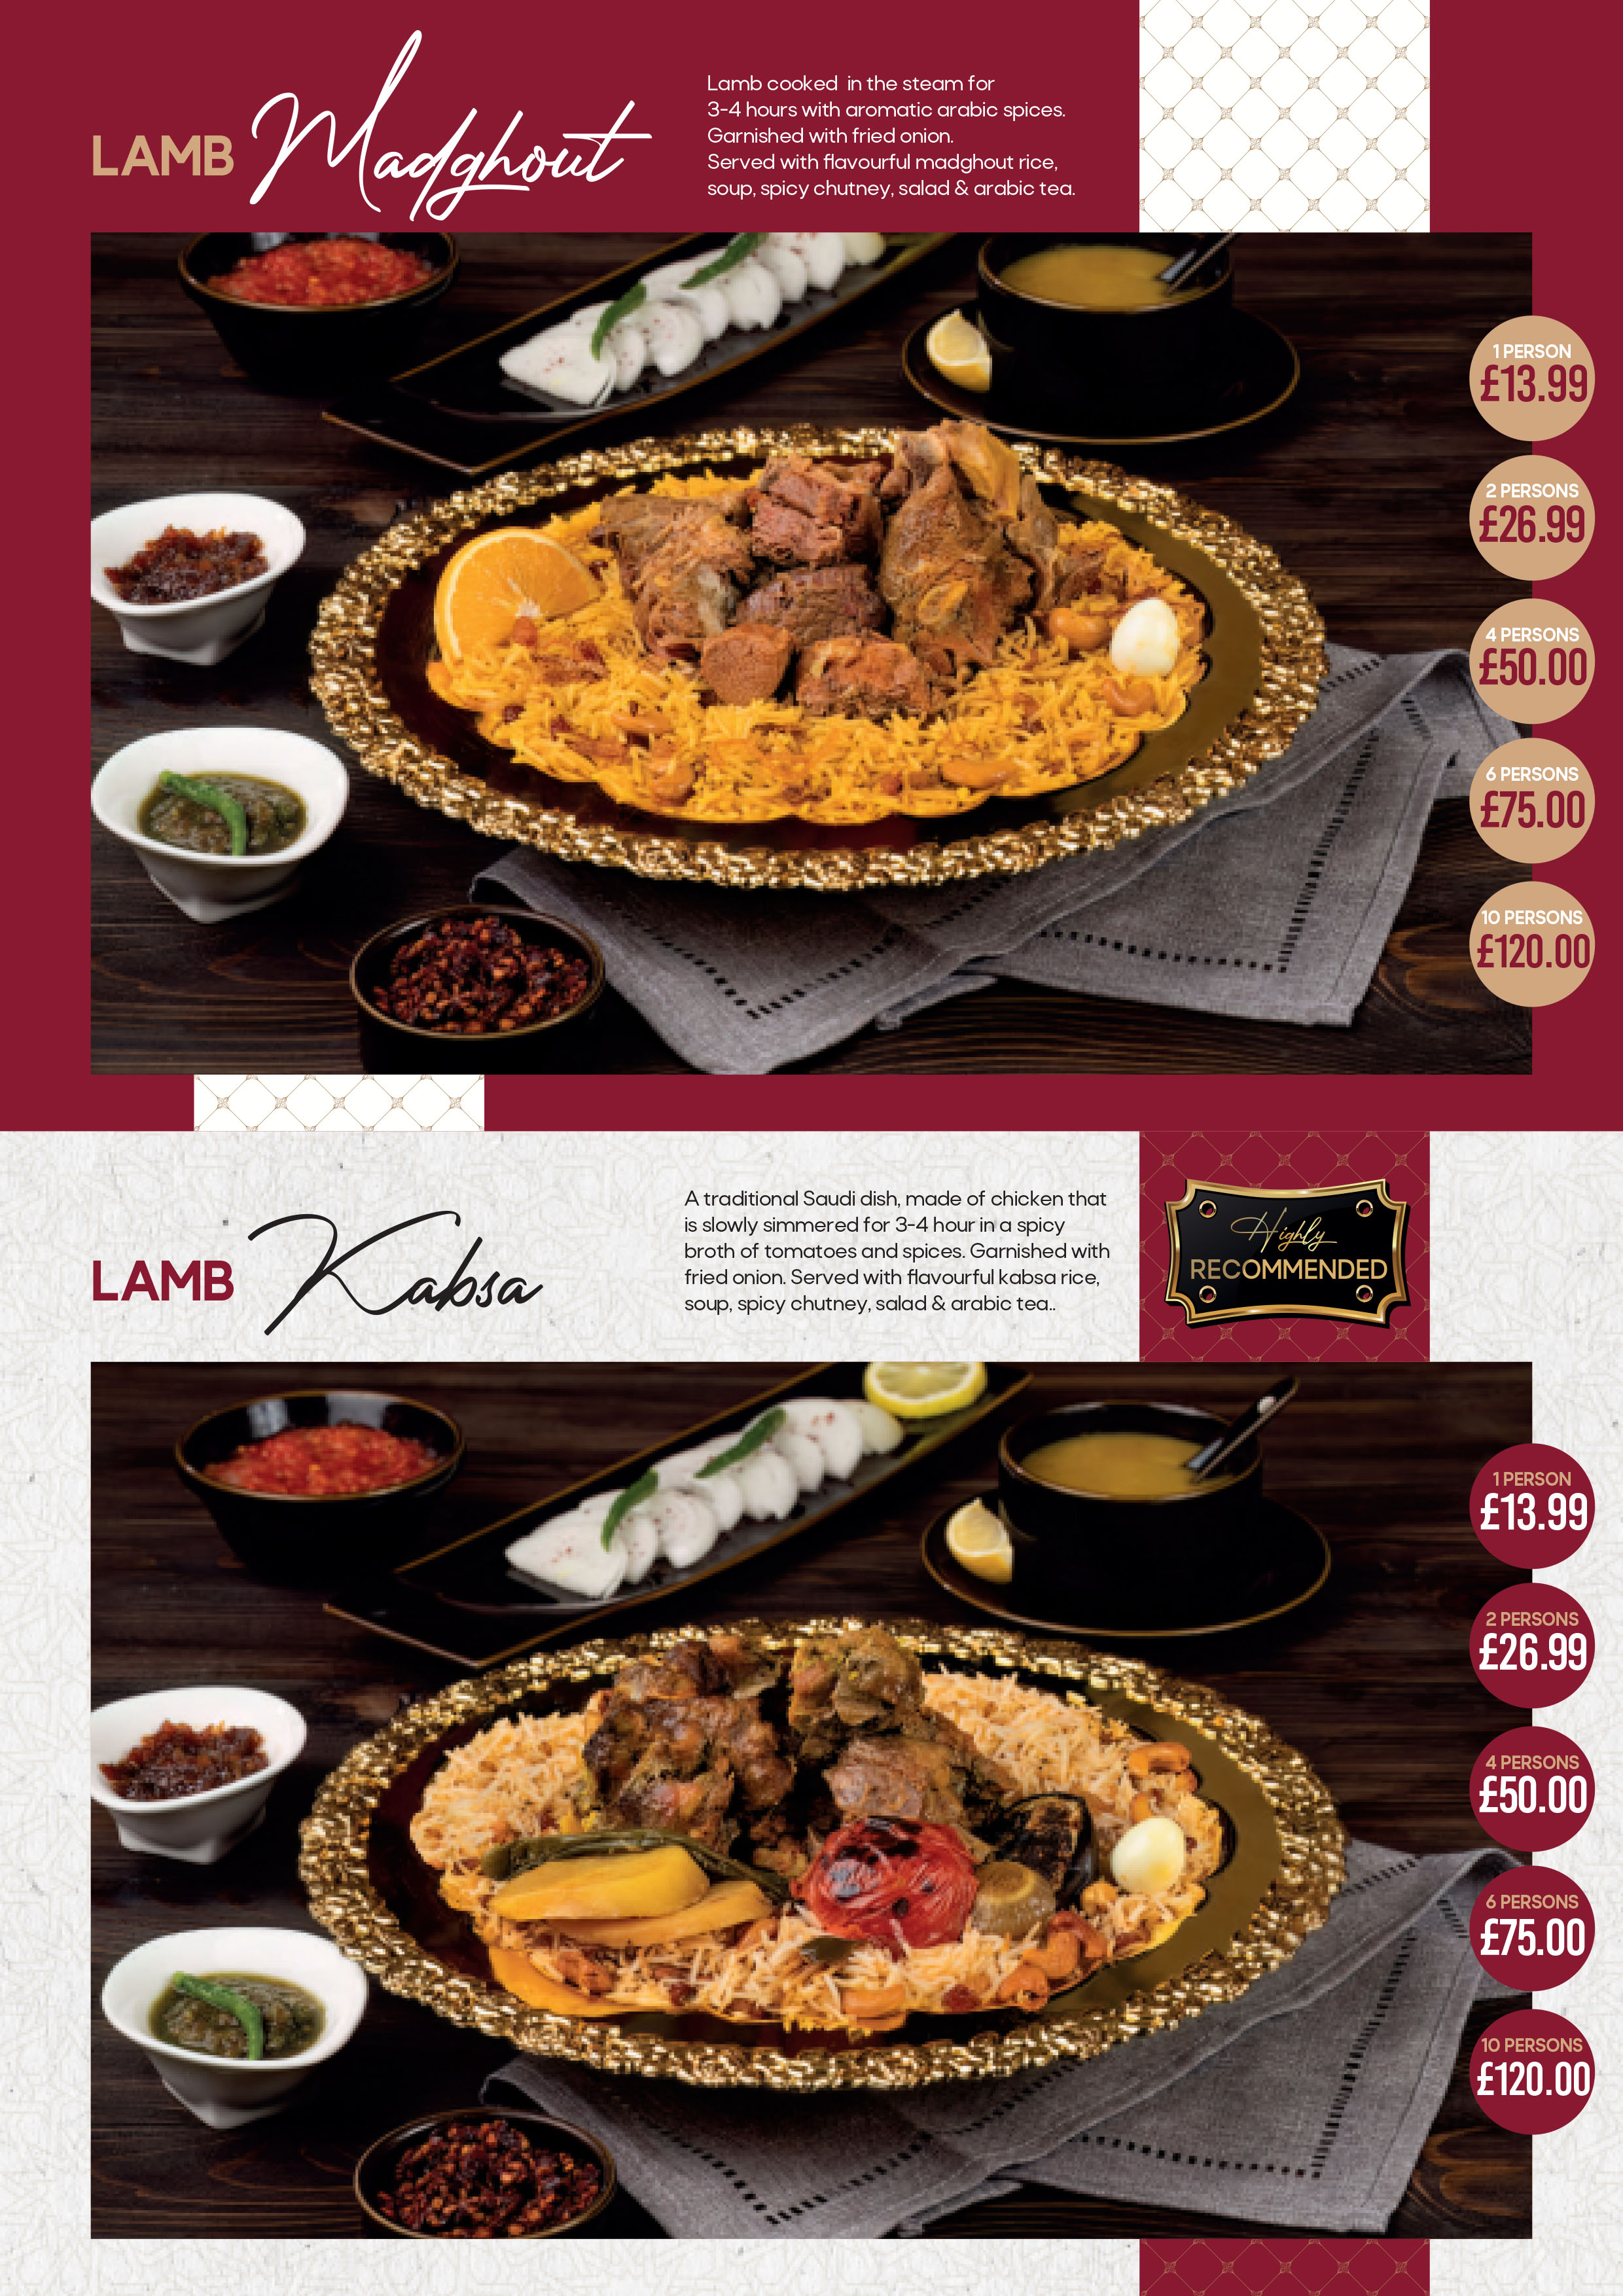 LAMB Madghout
Lamb cooked in the steam for
3-4 hours with aromatic arabic spices.
Garnished with fried onion.
Served with flavourful madghout rice,
soup, spicy chutney, salad & arabic tea.
1 PERSON
£13.99
2 PERSONS
£26.99
4 PERSONS
£50.00
6 PERSONS
£75.00
10 PERSONS
£120.00
LAMB Kabsa
A traditional Saudi dish, made of chicken that
is slowly simmered for 3-4 hour in a spicy
broth of tomatoes and spices. Garnished with
fried onion. Served with flavourful kabsa rice,
soup, spicy chutney, salad & arabic tea..
Highly
RECOMMENDED
1 PERSON
£13.99
2 PERSONS
£26.99
4 PERSONS
£50.00
6 PERSONS
£75.00
10 PERSONS
£120.00